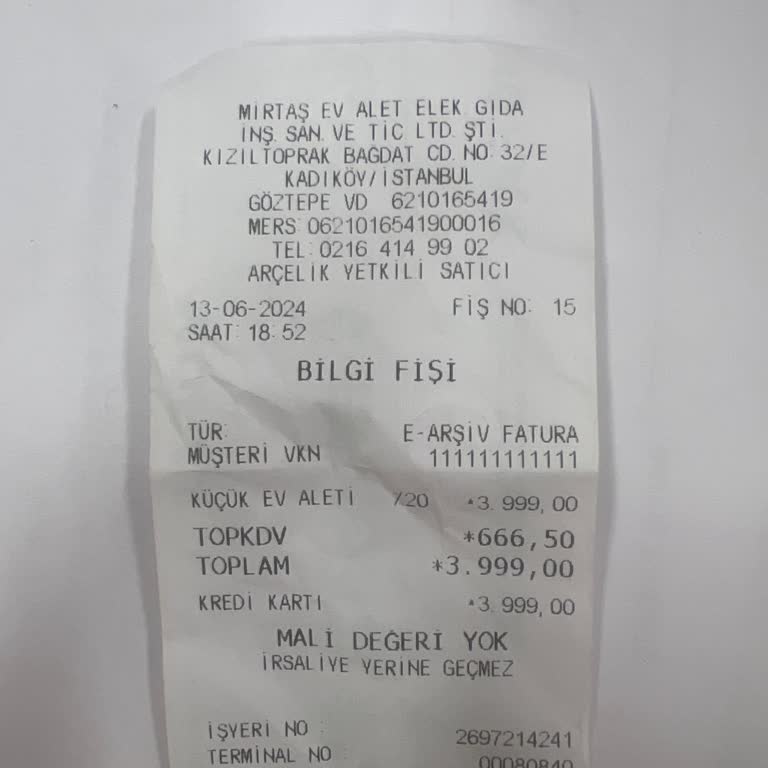 MİRTAŞ EV ALET ELEK GIDA
İNŞ. SAN. VE TİC LTD. ŞTİ.
KIZILTOPRAK BAĞDAT CD. NO: 32/E
KADIKÖY/İSTANBUL
GÖZTEPE VD 6210165419
MERS: 0621016541900016
TEL: 0216 414 99 02
ARÇELİK YETKİLİ SATICI
13-06-2024 FİŞ NO: 15
SAAT: 18:52
BİLGİ FİŞİ
TÜR: E-ARŞİV FATURA
MÜŞTERİ VKN 111111111111
KÜÇÜK EV ALETİ %20 *3.999,00
TOPKDV *666,50
TOPLAM *3.999,00
KREDİ KARTI *3.999,00
MALİ DEĞERİ YOK
İRSALİYE YERİNE GEÇMEZ
İŞYERİ NO : 2697214241
TERMINAL NO : 00080840